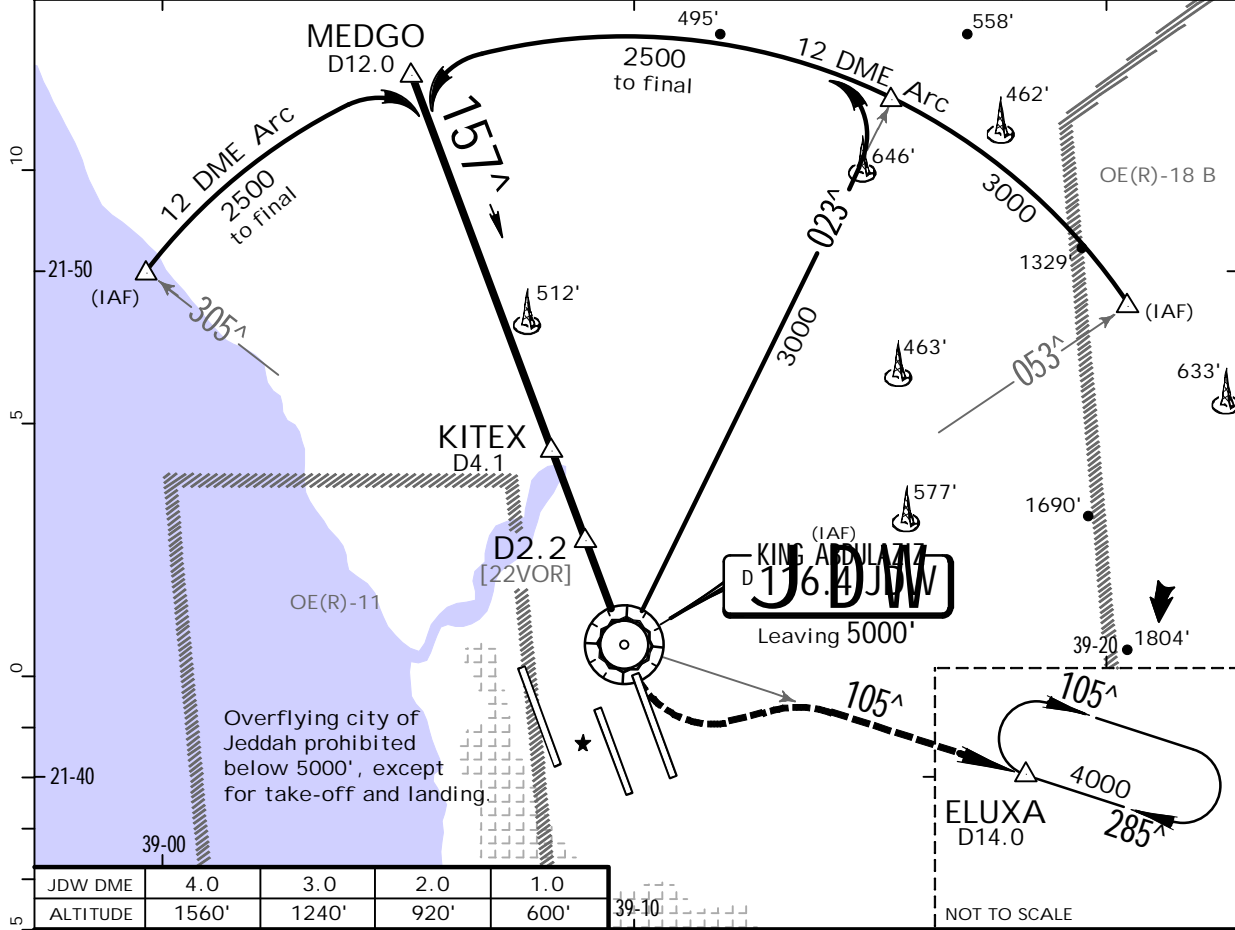 495'
558'
MEDGO
D12.0
12 DME Arc
2500
to final
462'
157^
12 DME Arc
2500
to final
646'
OE(R)-18 B
10
3000
023^
1329'
21-50
(IAF)
305^
512'
(IAF)
3000
463'
053^
633'
5
KITEX
D4.1
577'
1690'
D2.2
[22VOR]
(IAF)
KING ABDULAZIZ
D 116.4 JDW
JDW
Leaving 5000'
OE(R)-11
39-20
1804'
0
105^
105^
Overflying city of
Jeddah prohibited
below 5000', except
for take-off and landing.
21-40
4000
285^
ELUXA
D14.0
39-00
JDW DME 4.0 3.0 2.0 1.0
ALTITUDE 1560' 1240' 920' 600'
39-10
NOT TO SCALE
5